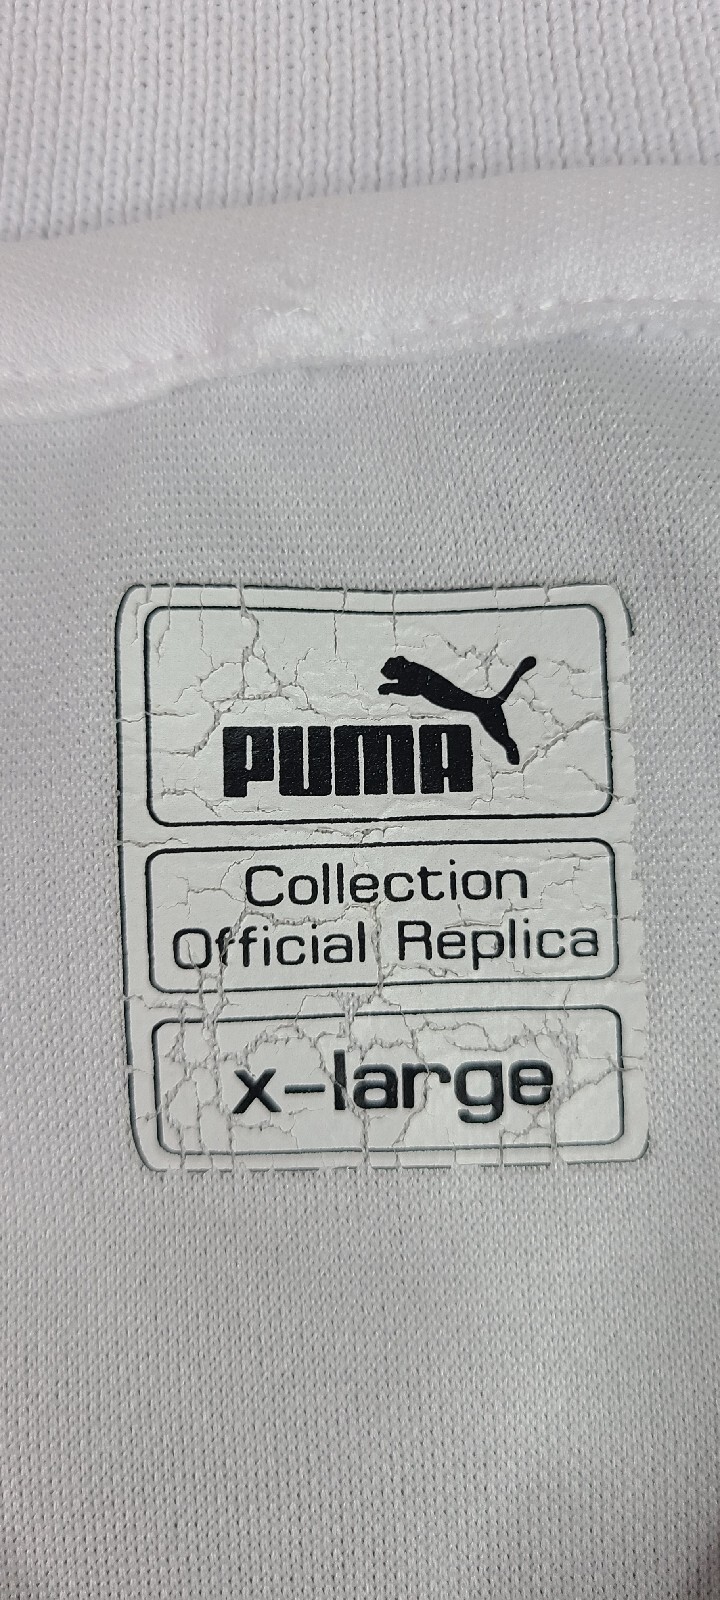 PUMA
Collection
Official Replica
x-large